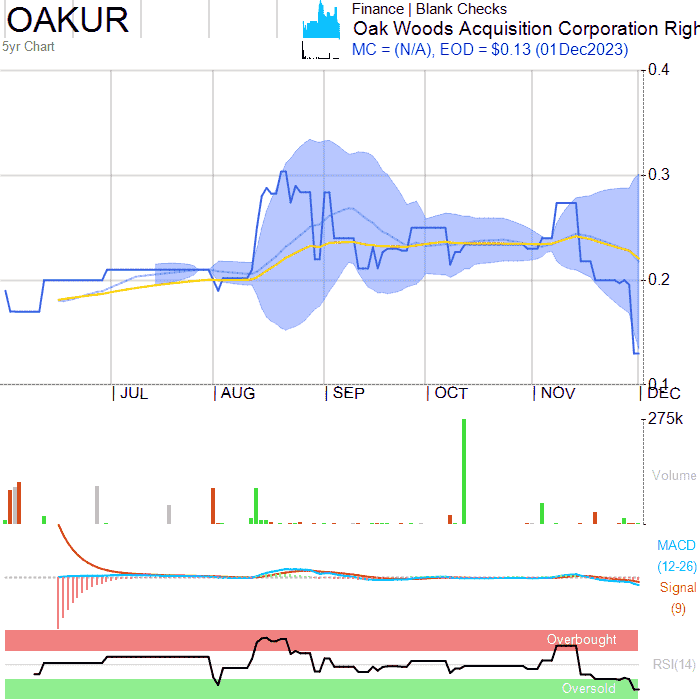 OAKUR
5yr Chart
Finance | Blank Checks
Oak Woods Acquisition Corporation Righ
MC = (N/A), EOD = $0.13 (01Dec2023)
0.4
0.3
0.2
0.1
JUL AUG SEP OCT NOV DEC
275k
Volume
MACD
(12-26)
Signal
(9)
Overbought
RSI(14)
Oversold